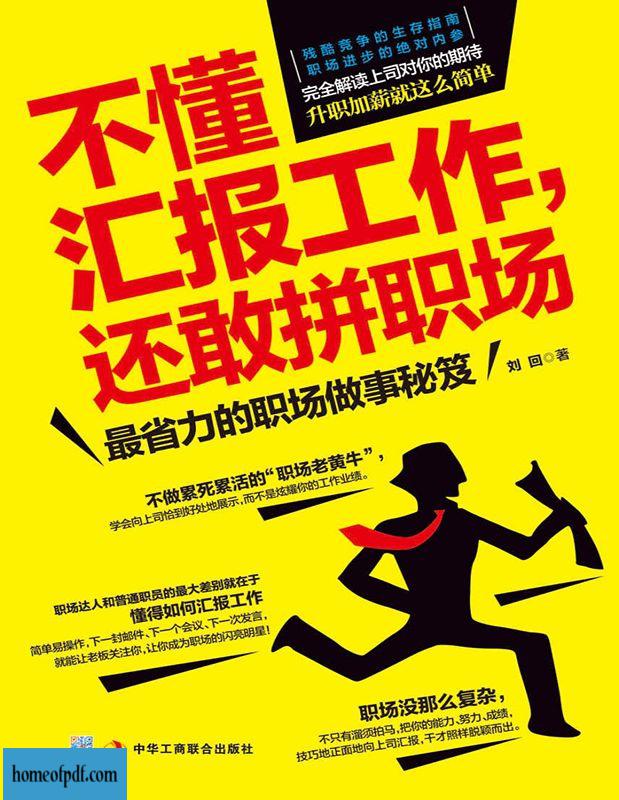 残酷竞争的生存指南
职场进步的绝对内参
完全解读上司对你的期待
升职加薪就这么简单
不懂
汇报工作,
还敢拼职场
最省力的职场做事秘笈
刘 回◎著
不做累死累活的“职场老黄牛”，
学会向上司恰到好处地展示,而不是炫耀你的工作业绩。
职场达人和普通职员的最大差别就在于
懂得如何汇报工作
简单易操作,下一封邮件、下一个会议、下一次发言,
就能让老板关注你,让你成为职场的闪亮明星!
职场没那么复杂，
不只有溜须拍马,把你的能力、努力、成绩,
技巧地正面地向上司汇报,干才照样脱颖而出。
中华工商联合出版社
homeofpdf.com